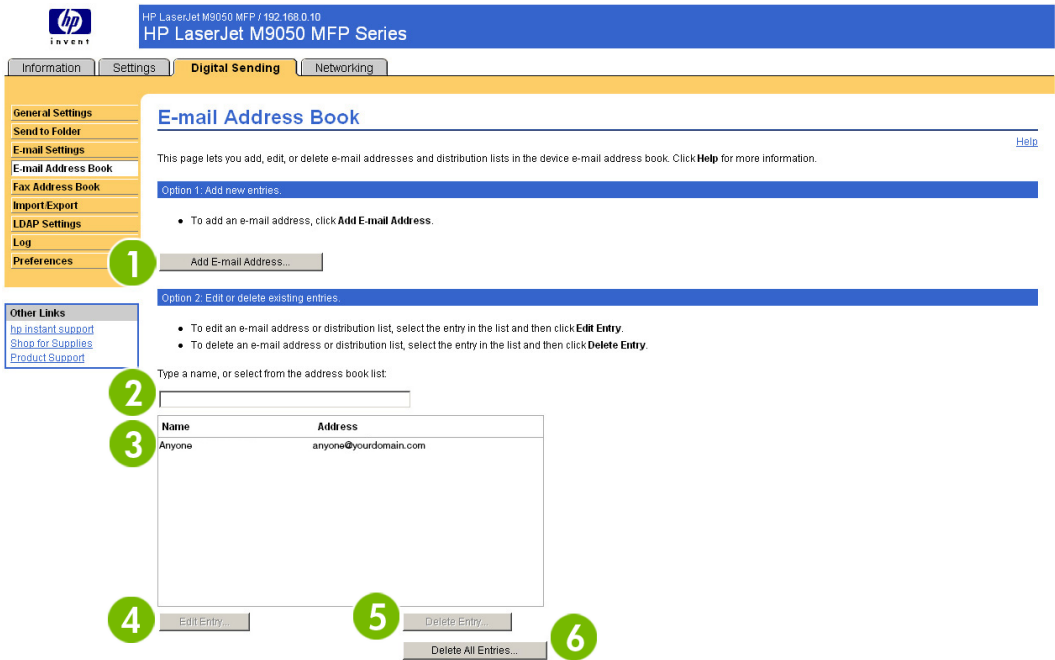 hp
invent
HP LaserJet M9050 MFP / 192.168.0.10
HP LaserJet M9050 MFP Series
Information Settings Digital Sending Networking
General Settings
Send to Folder
E-mail Settings
E-mail Address Book
Fax Address Book
Import/Export
LDAP Settings
Log
Preferences
Other Links
hp instant support
Shop for Supplies
Product Support
E-mail Address Book
Help
This page lets you add, edit, or delete e-mail addresses and distribution lists in the device e-mail address book. Click Help for more information.
Option 1: Add new entries.
• To add an e-mail address, click Add E-mail Address.
1 Add E-mail Address...
Option 2: Edit or delete existing entries.
• To edit an e-mail address or distribution list, select the entry in the list and then click Edit Entry.
• To delete an e-mail address or distribution list, select the entry in the list and then click Delete Entry.
Type a name, or select from the address book list:
2
Name Address
3 Anyone anyone@yourdomain.com
4 Edit Entry... 5 Delete Entry...
Delete All Entries... 6